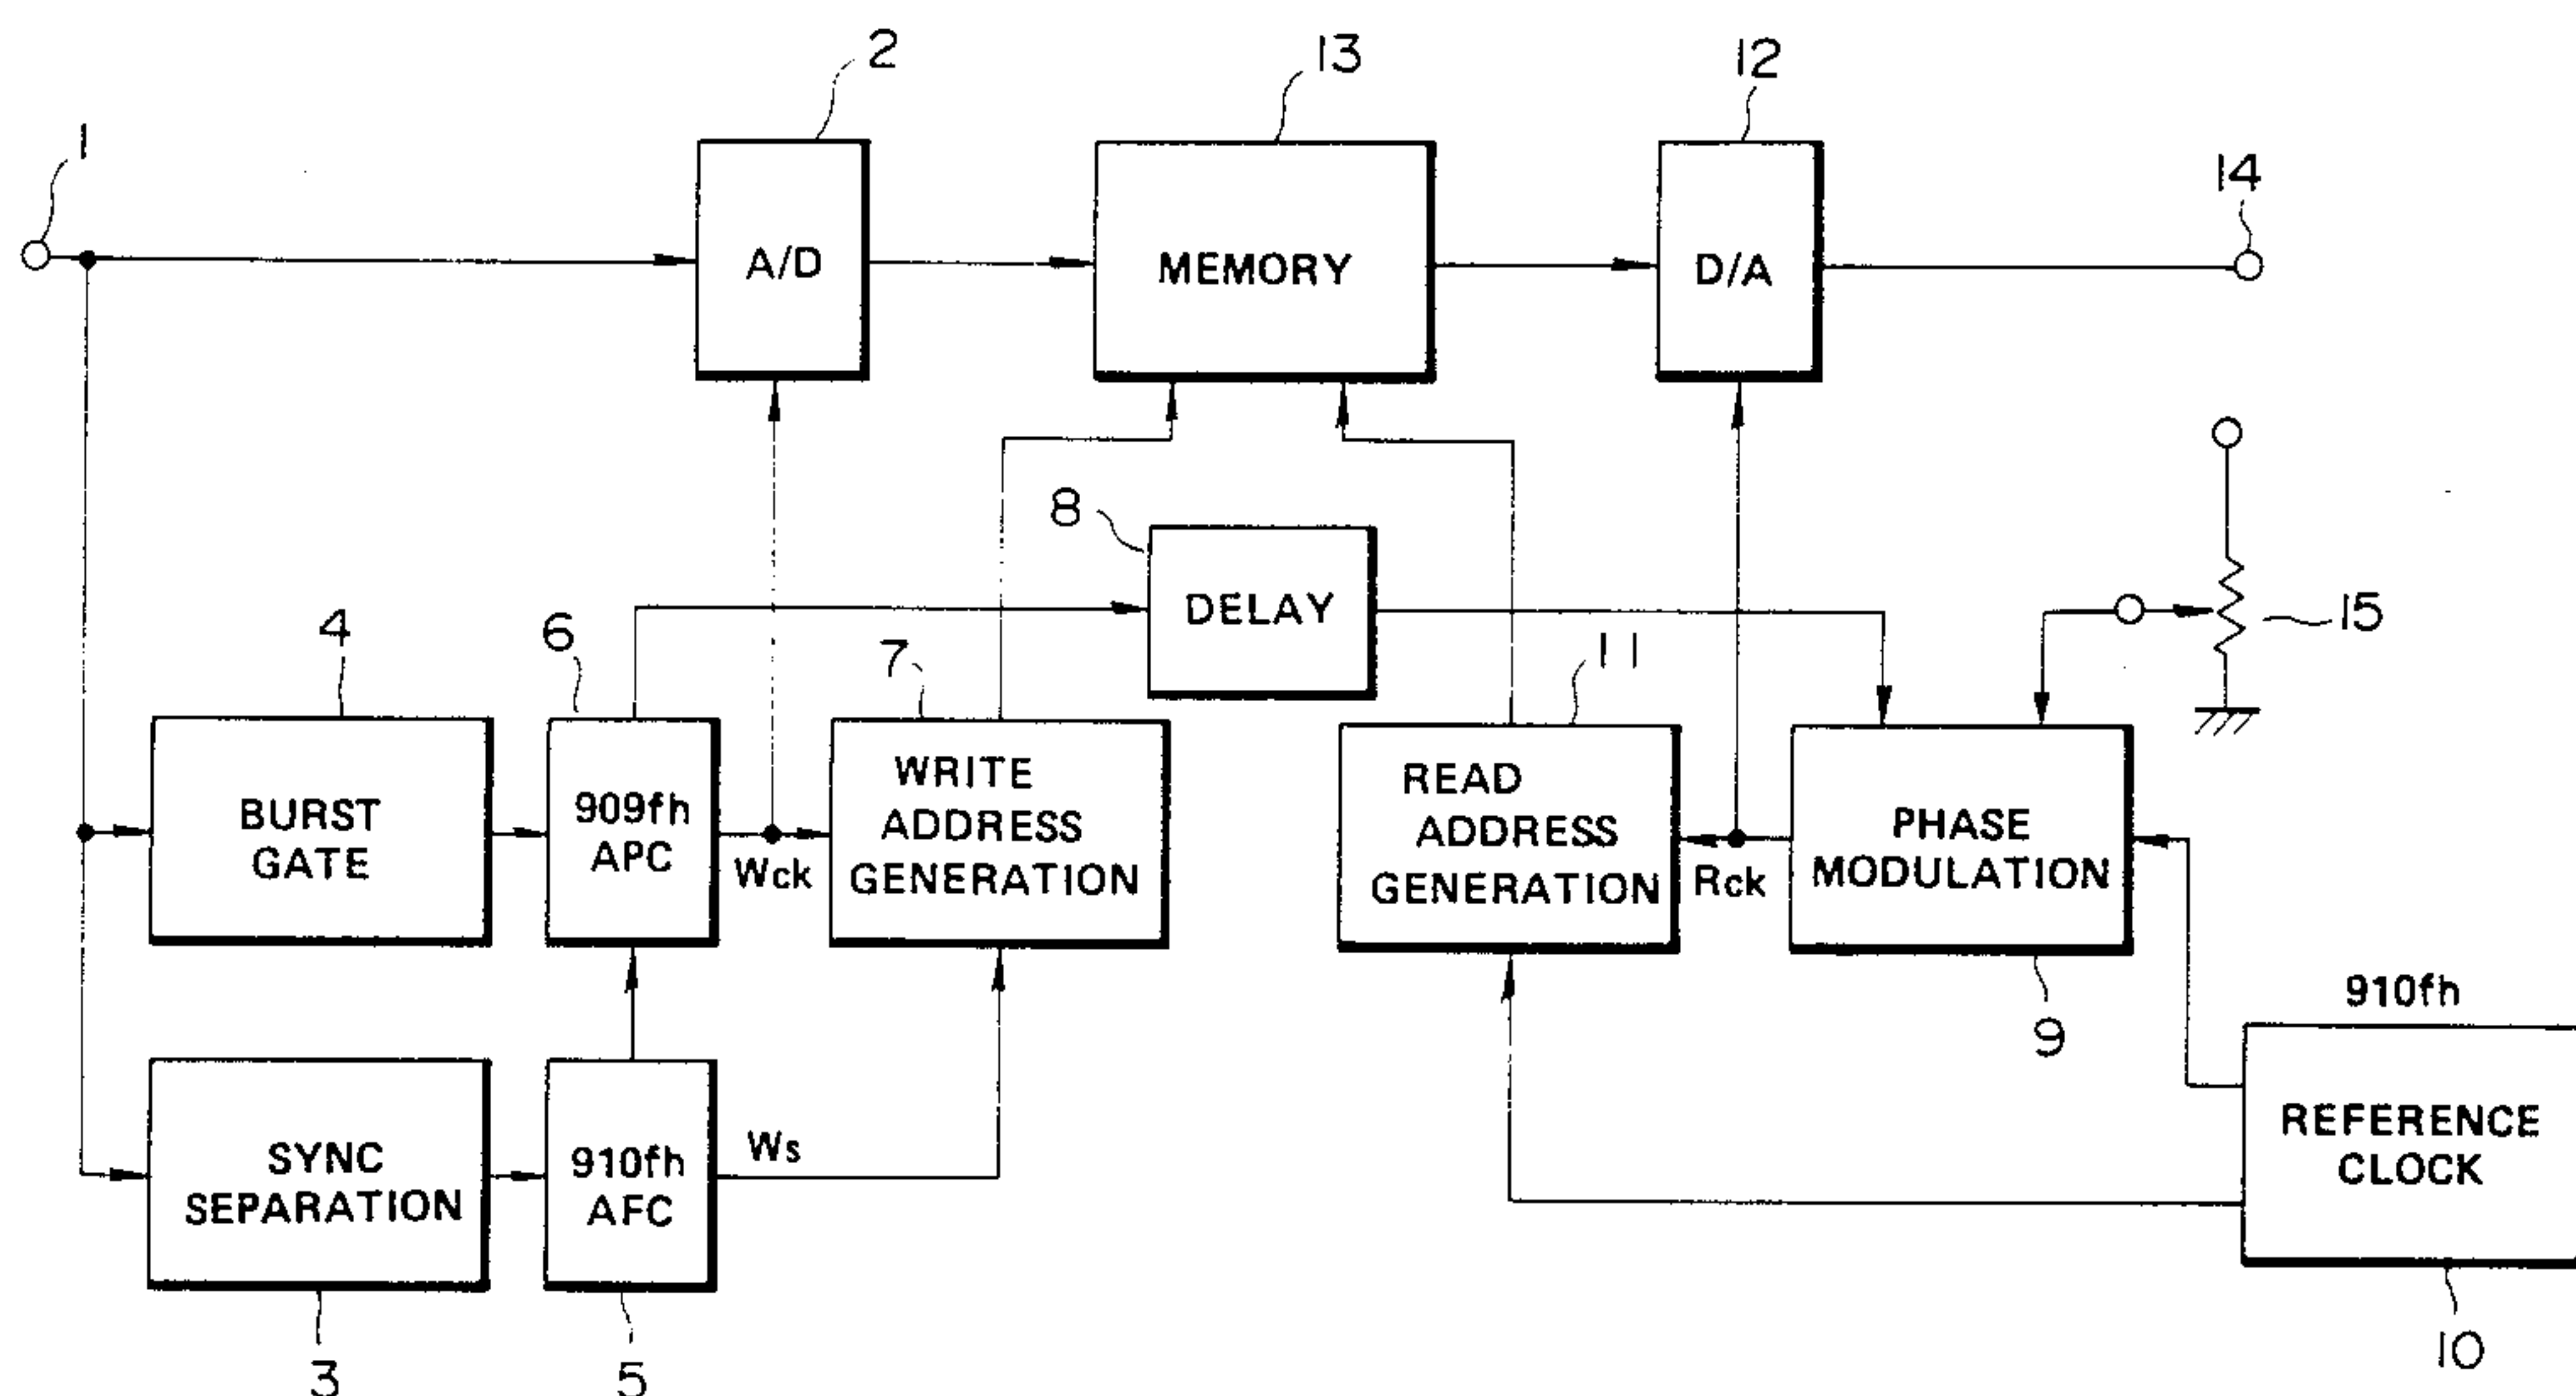 1
2
13
12
14
A/D
MEMORY
D/A
8
DELAY
15
4
6
7
11
BURST
GATE
909fh
APC
Wck
WRITE
ADDRESS
GENERATION
READ
ADDRESS
GENERATION
Rck
PHASE
MODULATION
9
910fh
SYNC
SEPARATION
910fh
AFC
Ws
REFERENCE
CLOCK
3
5
10